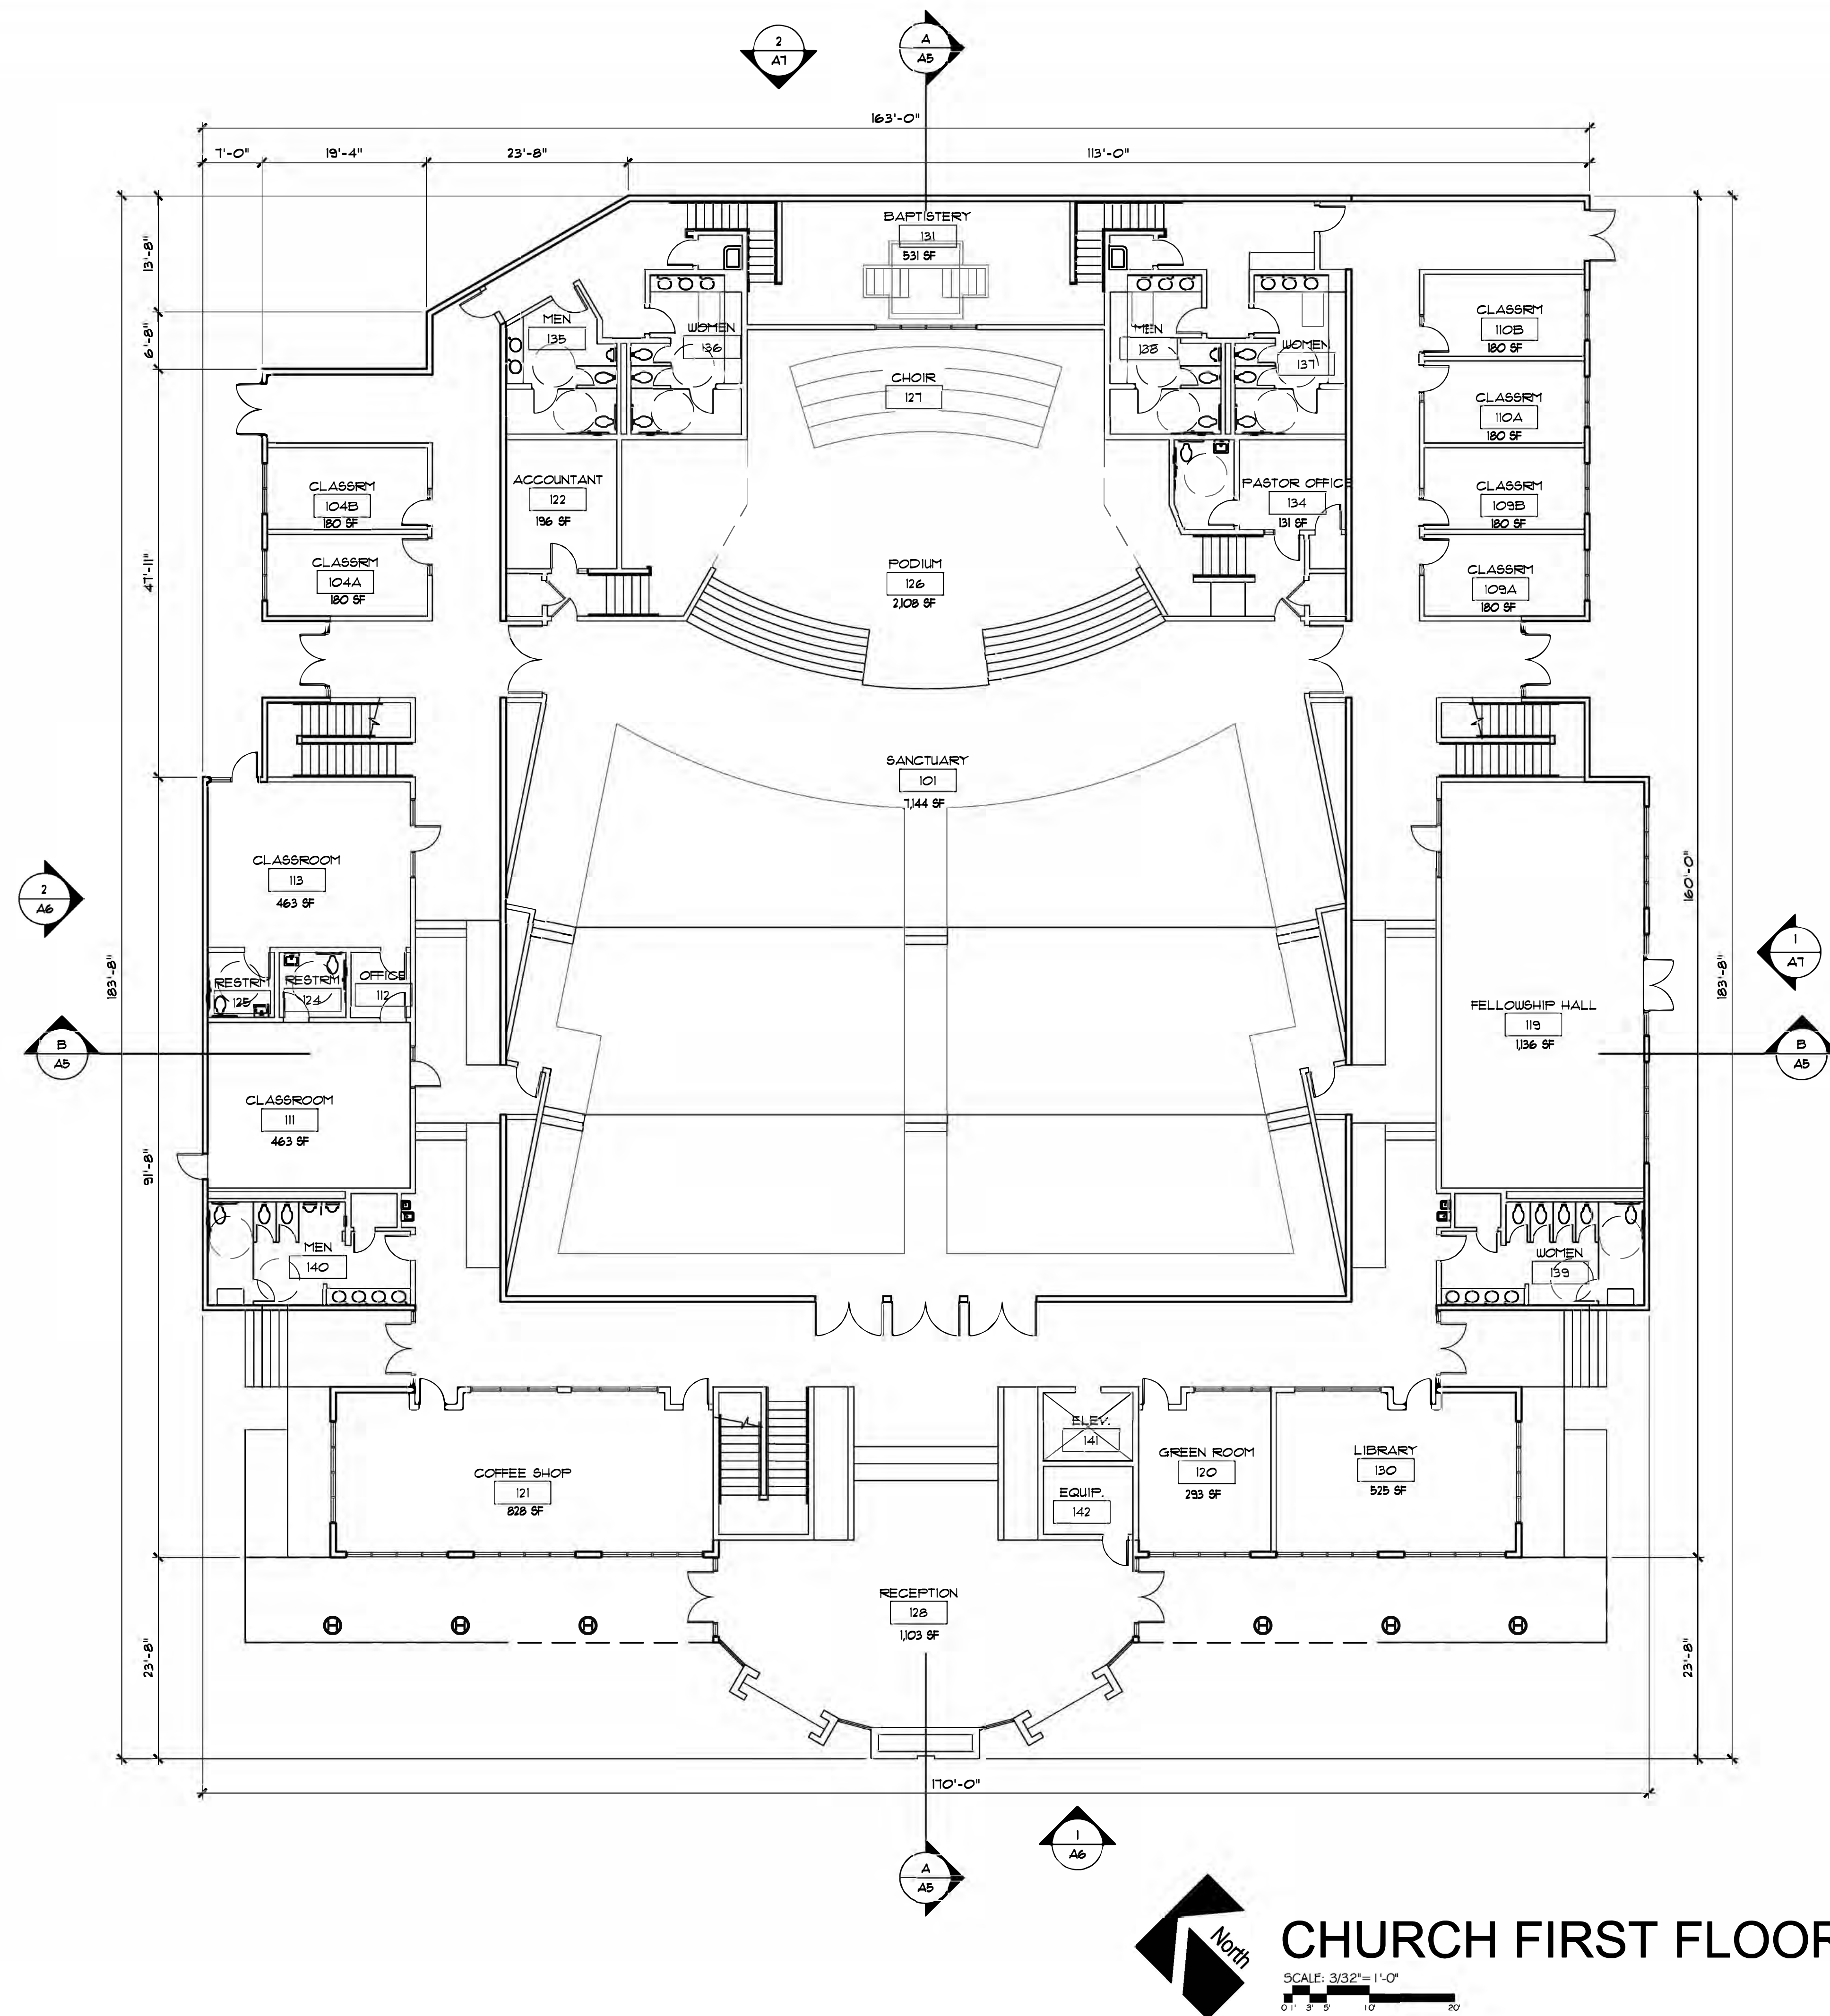 2
A7
A
A5
163'-0"
7'-0"
19'-4"
23'-8"
113'-0"
13'-8"
6'-8"
47'-11"
91'-8"
23'-8"
183'-8"
160'-0"
183'-8"
23'-8"
170'-0"
BAPTISTERY
131
531 SF
MEN
135
WOMEN
136
MEN
138
WOMEN
137
CLASSRM
110B
180 SF
CHOIR
127
CLASSRM
110A
180 SF
CLASSRM
104B
180 SF
ACCOUNTANT
122
196 SF
PASTOR OFFICE
134
131 SF
CLASSRM
109B
180 SF
CLASSRM
104A
180 SF
PODIUM
126
2,108 SF
CLASSRM
109A
180 SF
SANCTUARY
101
7,144 SF
CLASSROOM
113
463 SF
2
A6
1
A7
RESTRM
125
RESTRM
124
OFFICE
112
FELLOWSHIP HALL
119
1,136 SF
B
A5
B
A5
CLASSROOM
111
463 SF
MEN
140
WOMEN
139
COFFEE SHOP
121
828 SF
ELEV.
141
EQUIP.
142
GREEN ROOM
120
293 SF
LIBRARY
130
525 SF
RECEPTION
128
1,103 SF
1
A6
A
A5
North
CHURCH FIRST FLOOR
SCALE: 3/32"= 1'-0"
0 1' 3' 5' 10' 20'